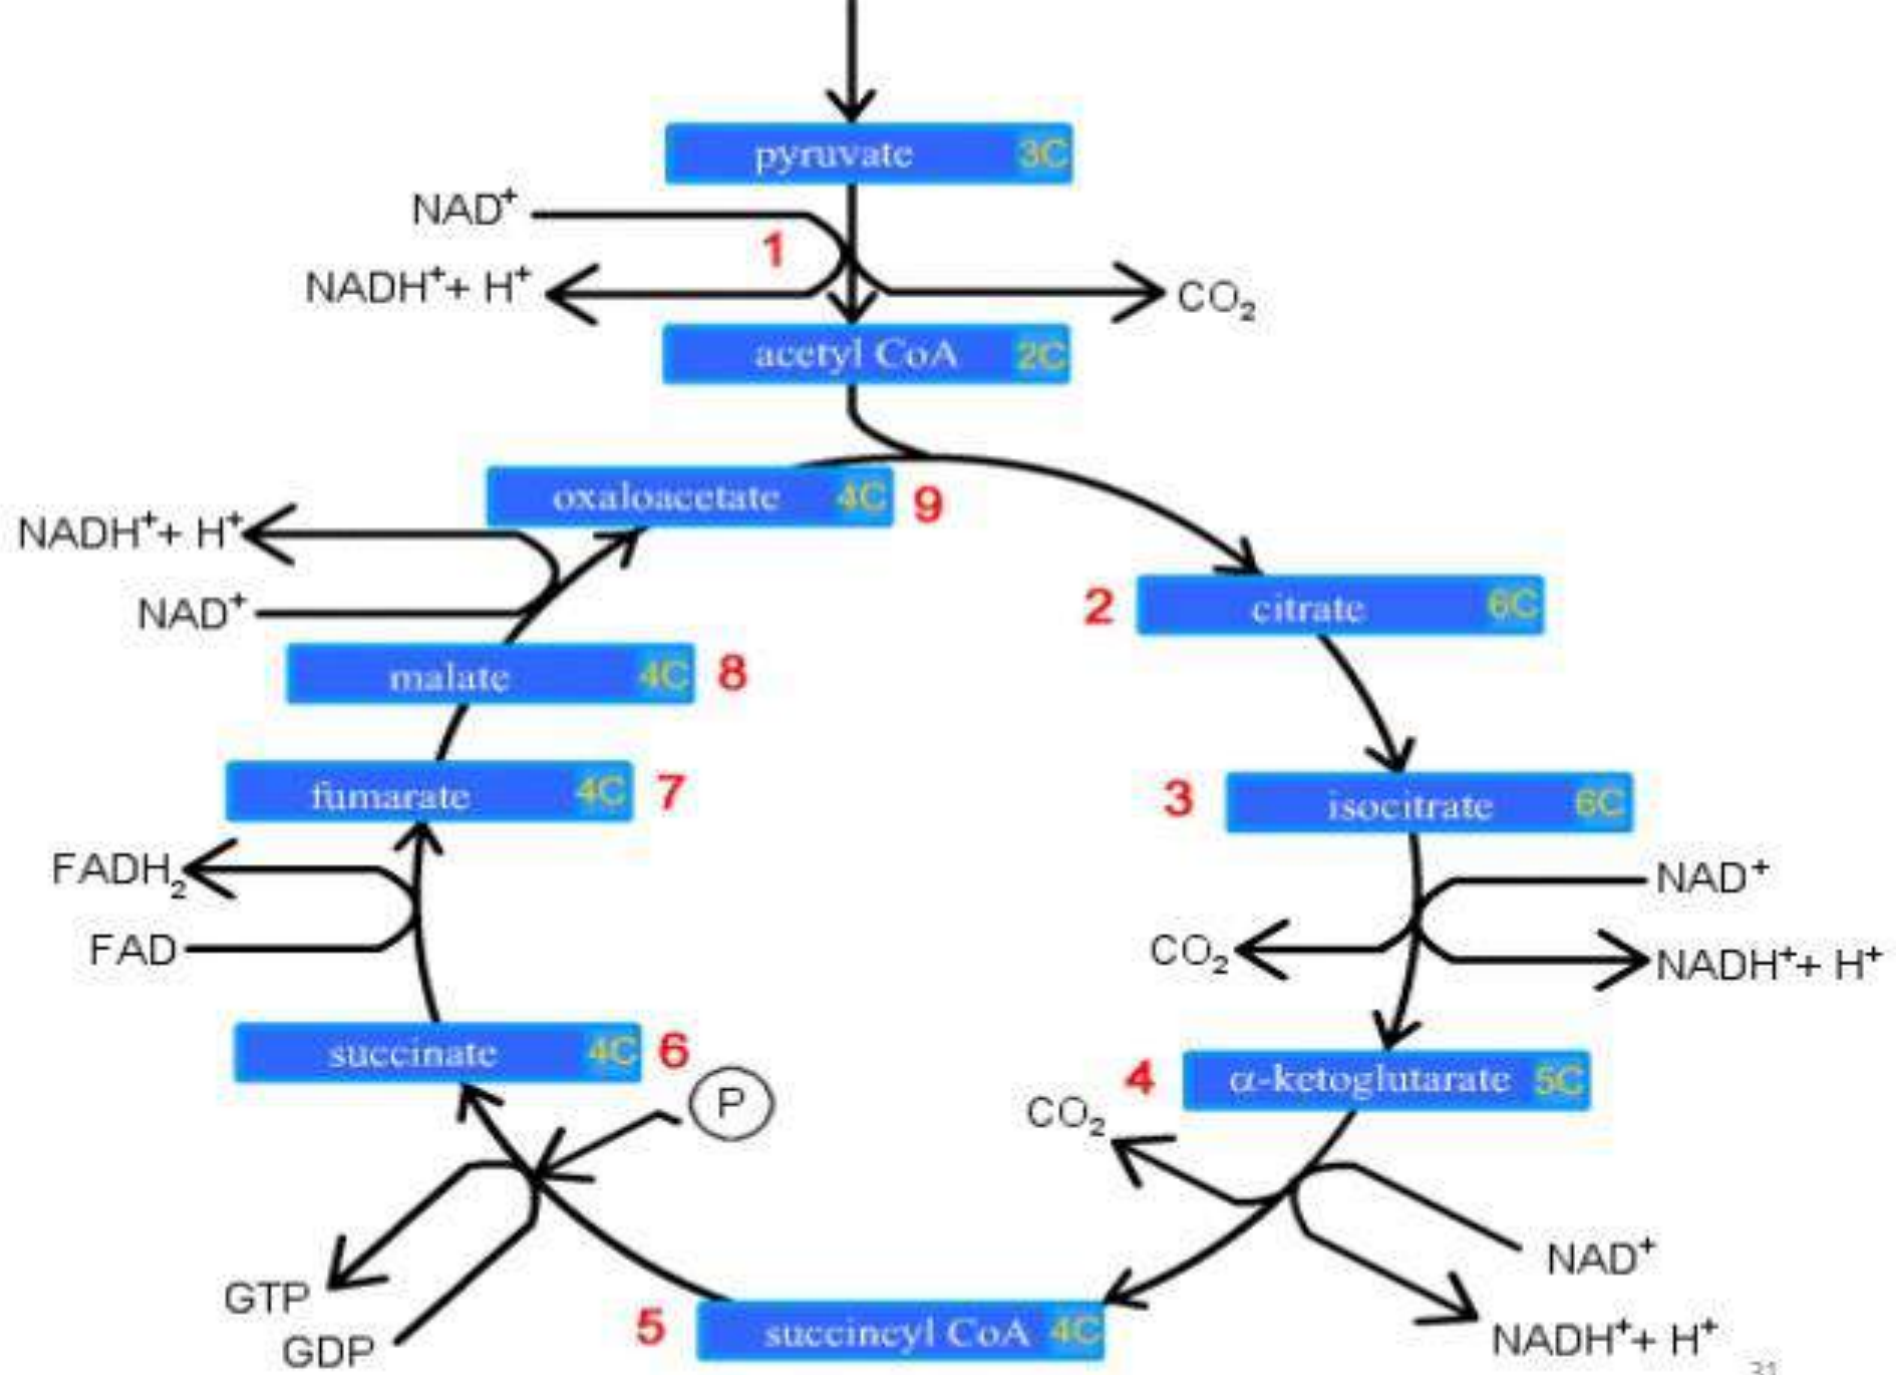 pyruvate 3C
NAD⁺
1
NADH⁺+ H⁺
CO₂
acetyl CoA 2C
oxaloacetate 4C 9
NADH⁺+ H⁺
NAD⁺
2 citrate 6C
malate 4C 8
fumarate 4C 7
3 isocitrate 6C
FADH₂
FAD
NAD⁺
CO₂
NADH⁺+ H⁺
succinate 4C 6
4 α-ketoglutarate 5C
P
CO₂
GTP
GDP
NAD⁺
NADH⁺+ H⁺
5 succincyl CoA 4C
31